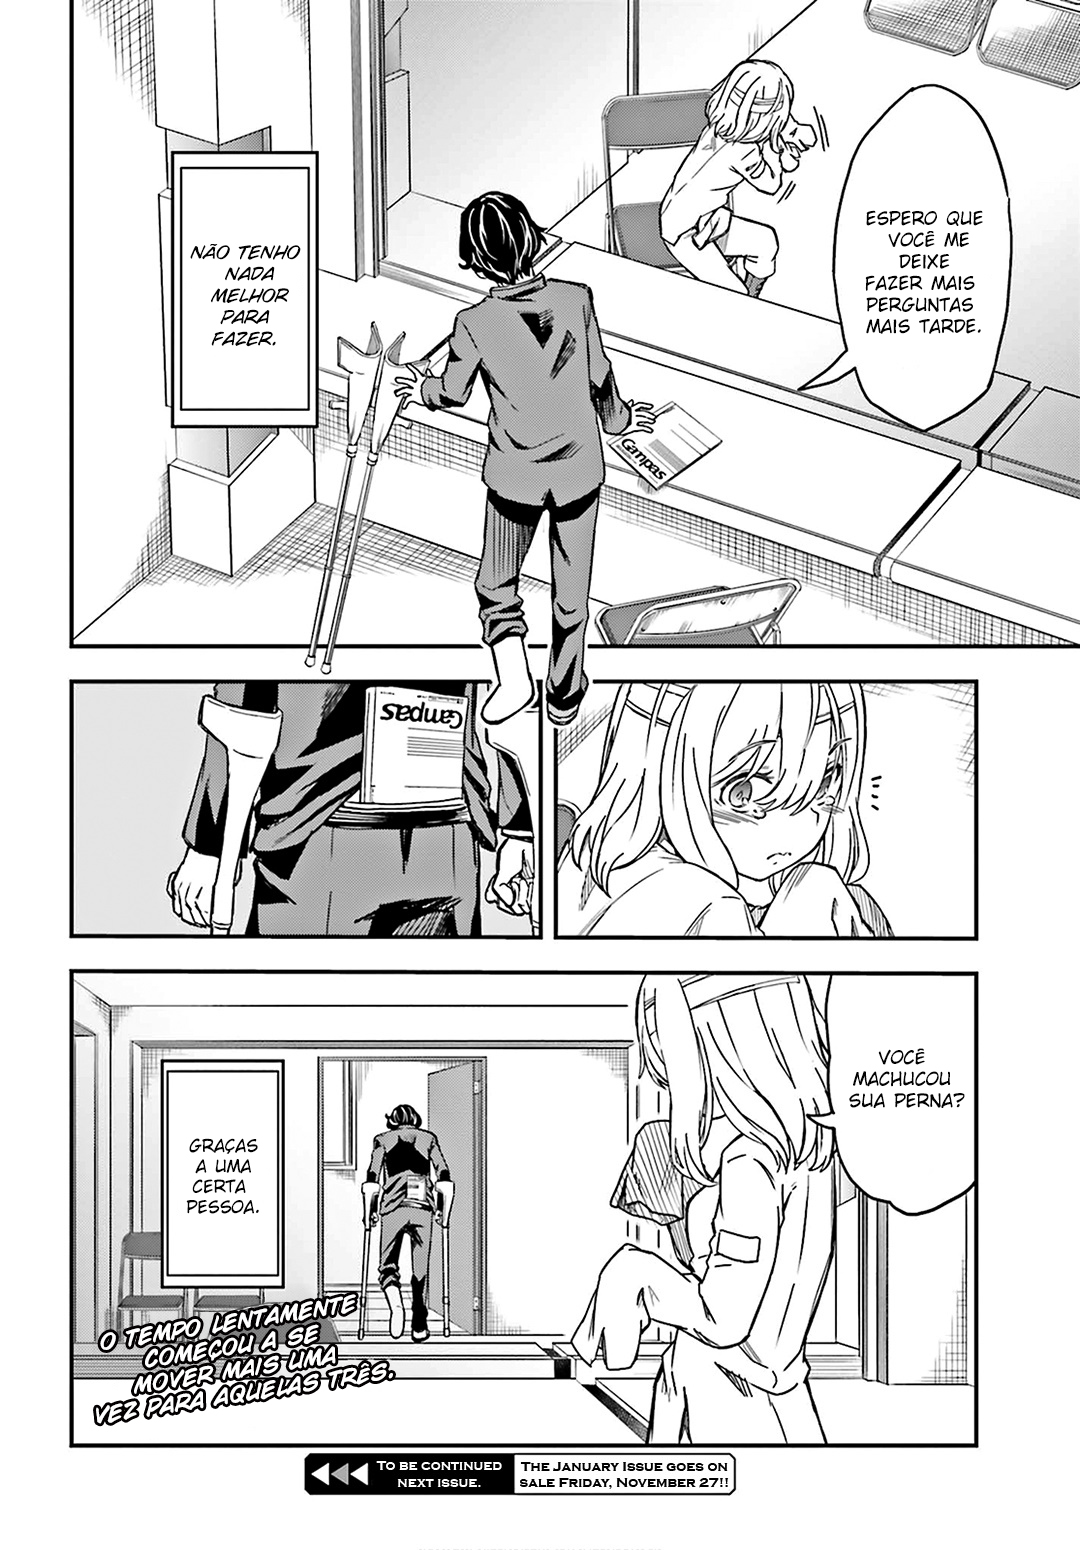 NÃO TENHO
NADA
MELHOR
PARA
FAZER.
ESPERO QUE
VOCÊ ME
DEIXE
FAZER MAIS
PERGUNTAS
MAIS TARDE.
Gampas
Gampas
VOCÊ
MACHUCOU
SUA PERNA?
GRAÇAS
A UMA
CERTA
PESSOA.
O TEMPO LENTAMENTE
COMEÇOU A SE
MOVER MAIS UMA
VEZ PARA AQUELAS TRÊS.
TO BE CONTINUED
NEXT ISSUE.
THE JANUARY ISSUE GOES ON
SALE FRIDAY, NOVEMBER 27!!